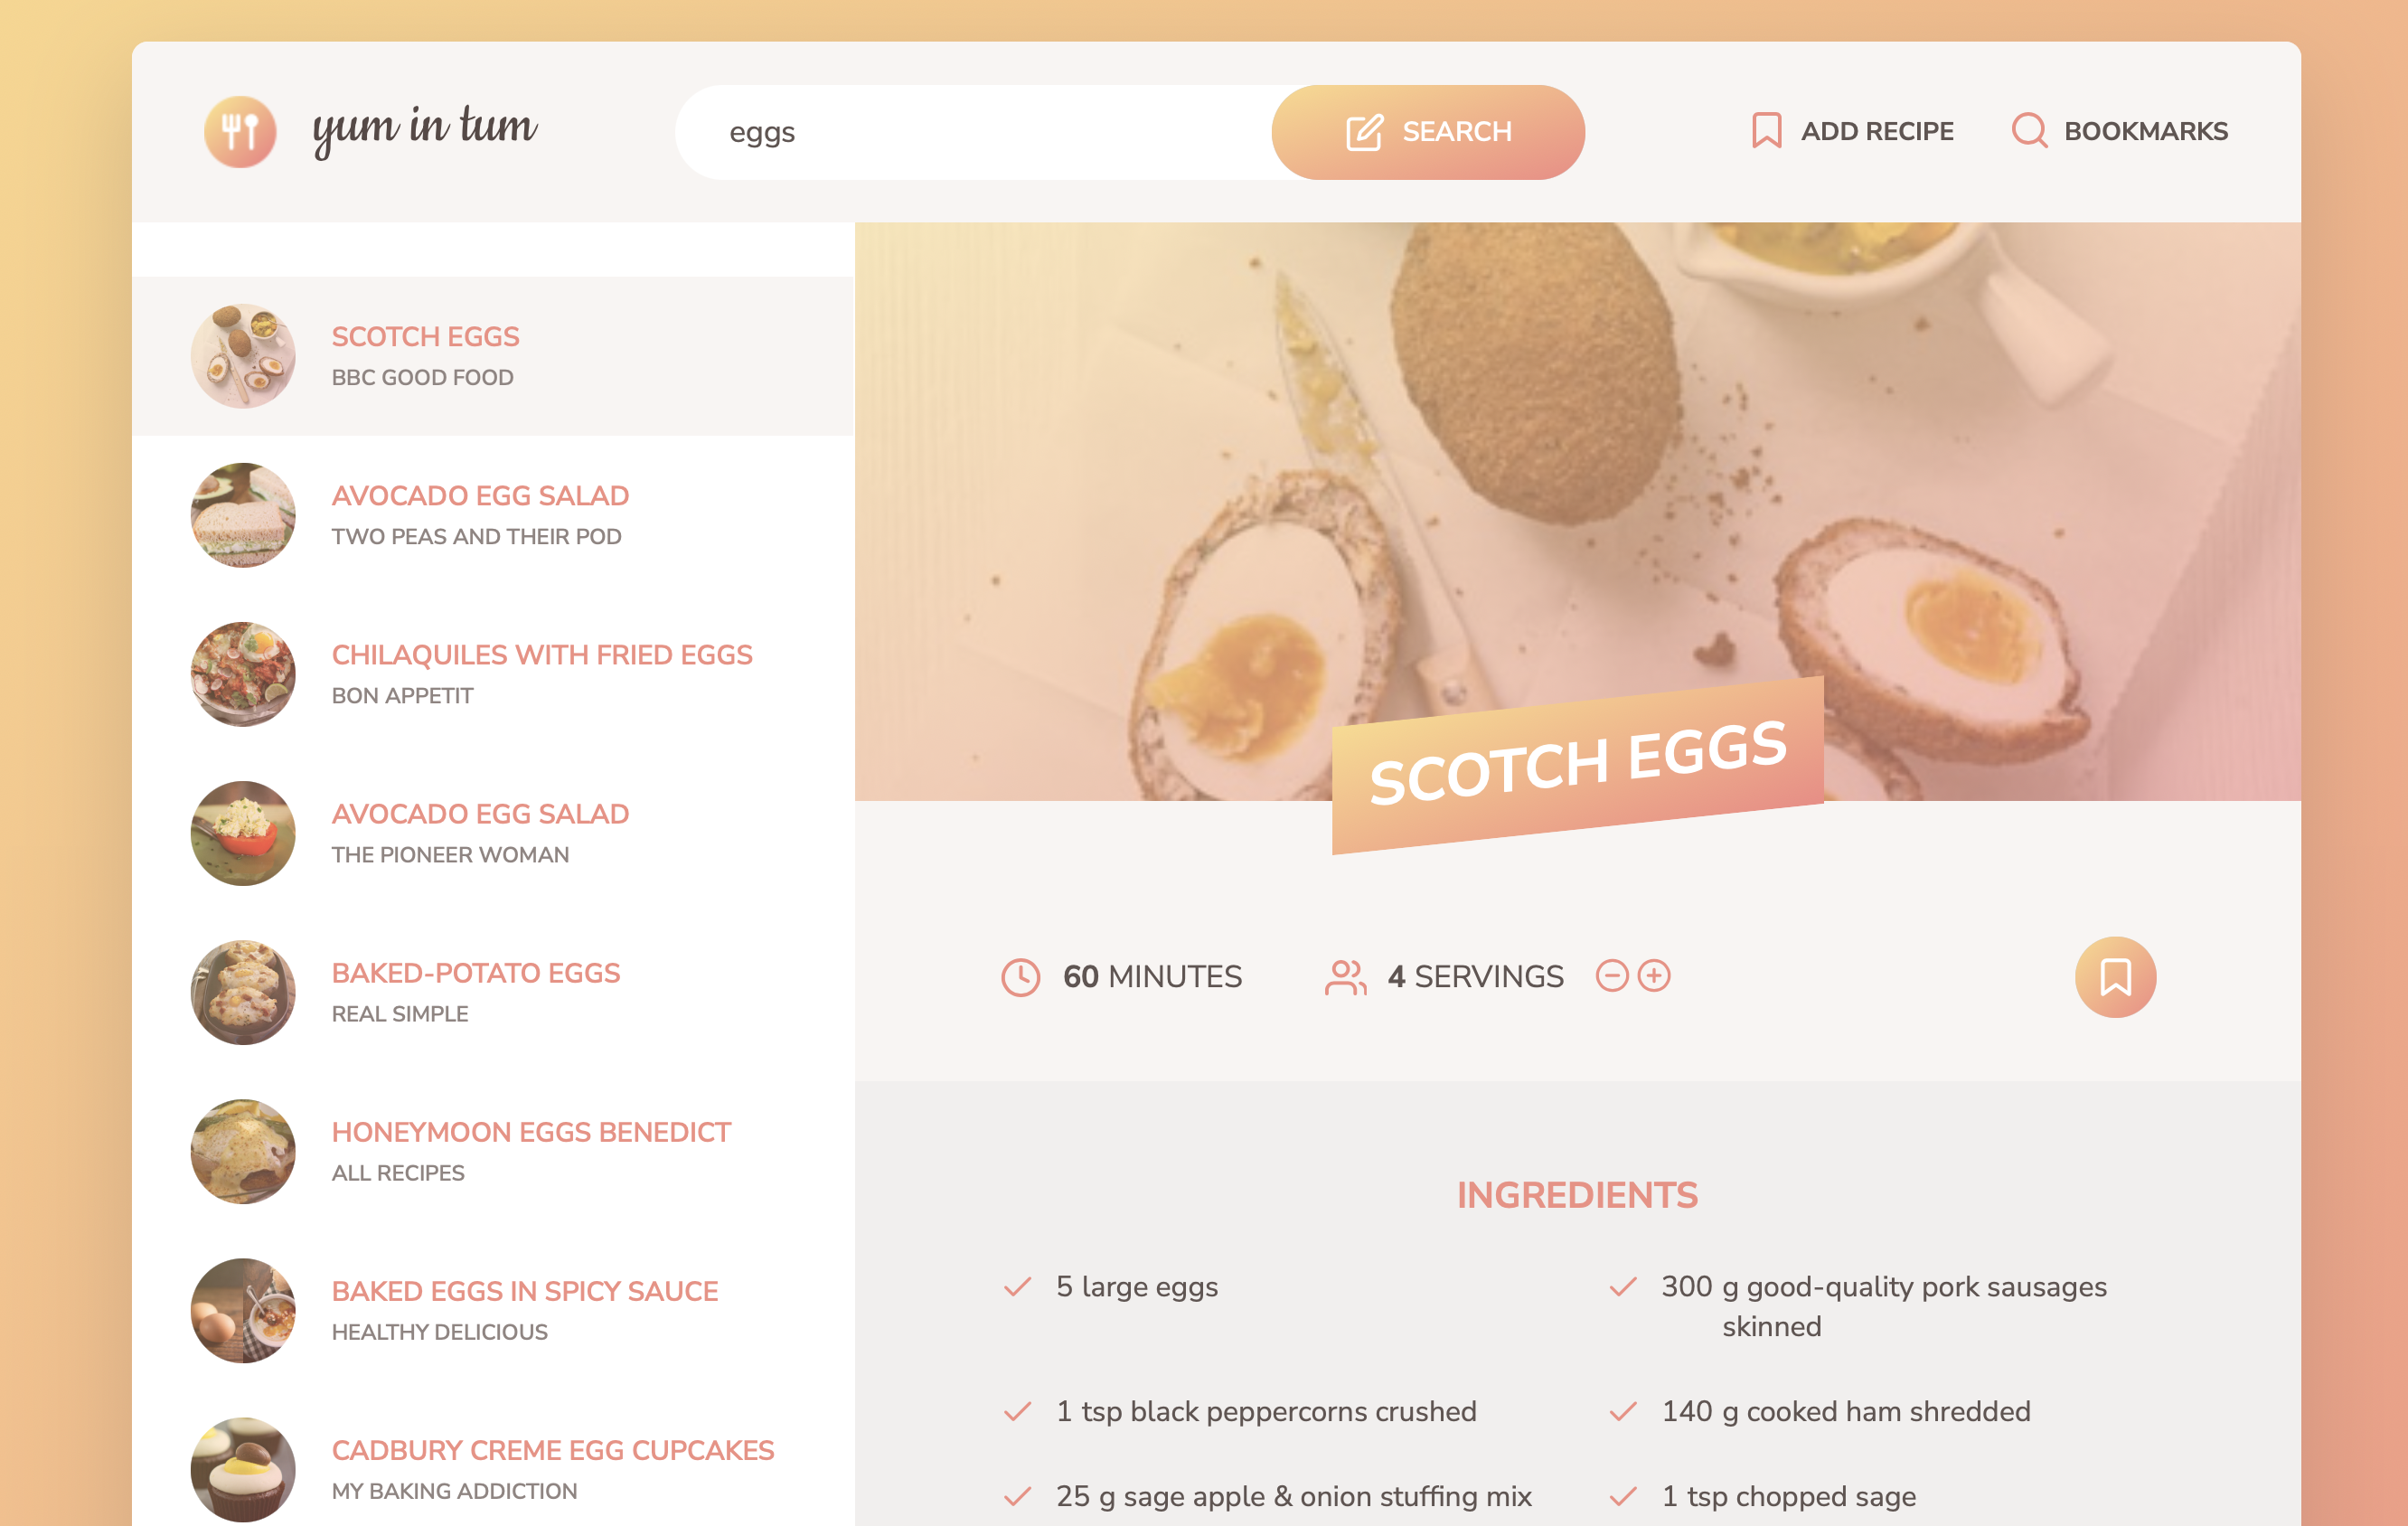 yum in tum
eggs
SEARCH
ADD RECIPE
BOOKMARKS
SCOTCH EGGS
BBC GOOD FOOD
AVOCADO EGG SALAD
TWO PEAS AND THEIR POD
CHILAQUILES WITH FRIED EGGS
BON APPETIT
AVOCADO EGG SALAD
THE PIONEER WOMAN
BAKED-POTATO EGGS
REAL SIMPLE
HONEYMOON EGGS BENEDICT
ALL RECIPES
BAKED EGGS IN SPICY SAUCE
HEALTHY DELICIOUS
CADBURY CREME EGG CUPCAKES
MY BAKING ADDICTION
SCOTCH EGGS
60 MINUTES
4 SERVINGS
INGREDIENTS
5 large eggs
300 g good-quality pork sausages
skinned
1 tsp black peppercorns crushed
140 g cooked ham shredded
25 g sage apple & onion stuffing mix
1 tsp chopped sage